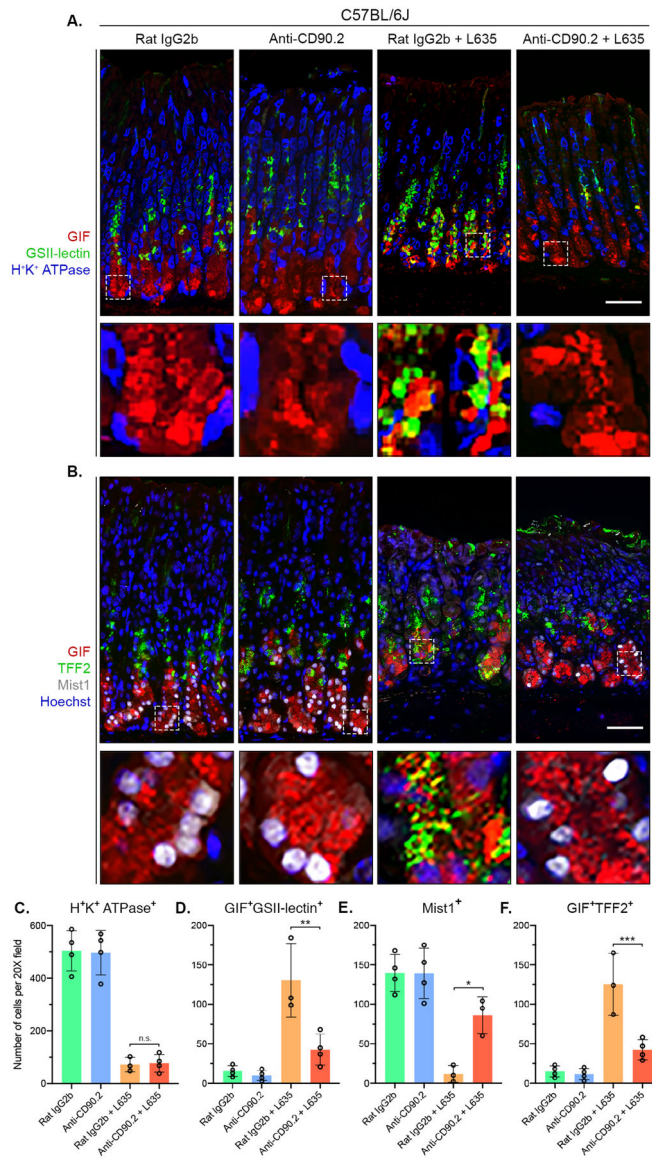 C57BL/6J
A.
Rat IgG2b
Anti-CD90.2
Rat IgG2b + L635
Anti-CD90.2 + L635
GIF
GSII-lectin
H⁺K⁺ ATPase
B.
GIF
TFF2
Mist1
Hoechst
C. H⁺K⁺ ATPase⁺
Number of cells per 20X field
600
400
200
0
n.s.
Rat IgG2b
Anti-CD90.2
Rat IgG2b + L635
Anti-CD90.2 + L635
D. GIF⁺GSII-lectin⁺
200
150
100
50
0
**
Rat IgG2b
Anti-CD90.2
Rat IgG2b + L635
Anti-CD90.2 + L635
E. Mist1⁺
200
150
100
50
0
*
Rat IgG2b
Anti-CD90.2
Rat IgG2b + L635
Anti-CD90.2 + L635
F. GIF⁺TFF2⁺
200
150
100
50
0
***
Rat IgG2b
Anti-CD90.2
Rat IgG2b + L635
Anti-CD90.2 + L635